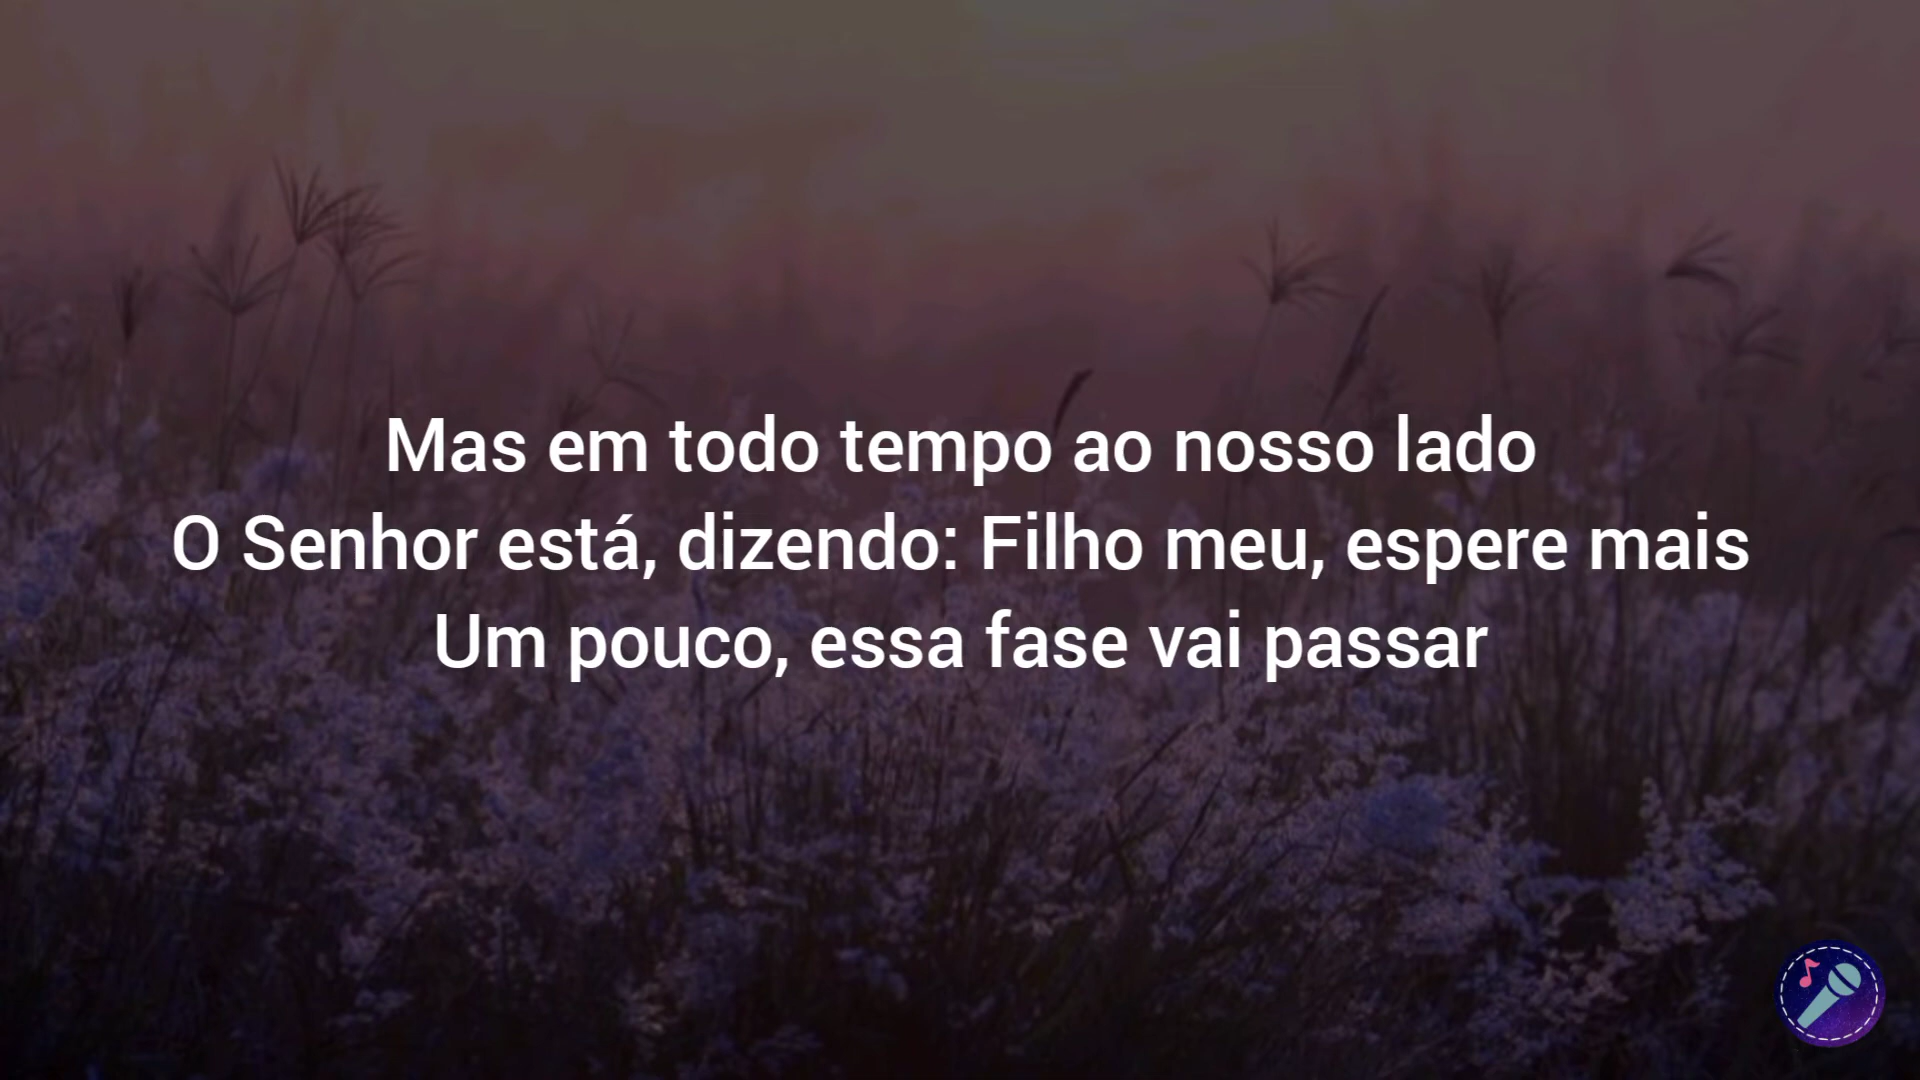 Mas em todo tempo ao nosso lado
O Senhor está, dizendo: Filho meu, espere mais
Um pouco, essa fase vai passar